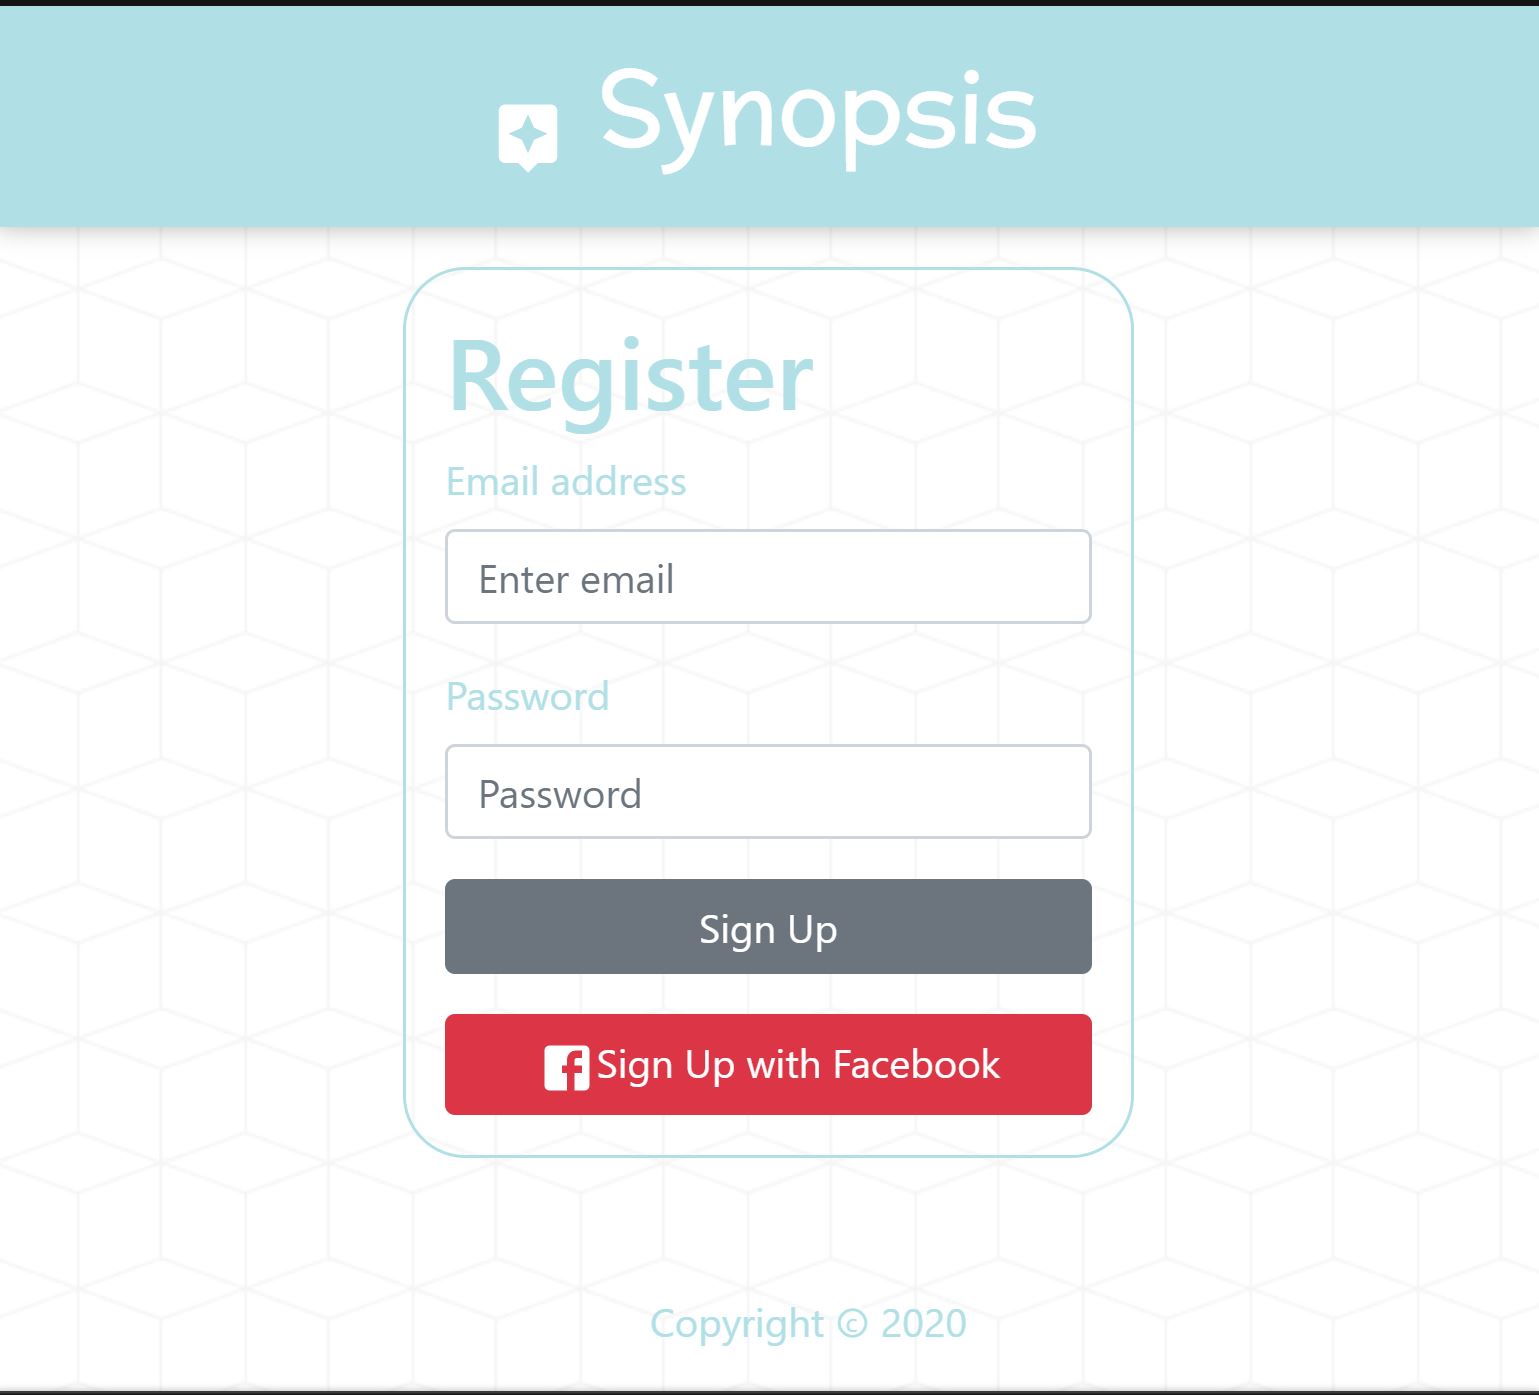 Synopsis
Register
Email address
Enter email
Password
Password
Sign Up
Sign Up with Facebook
Copyright © 2020